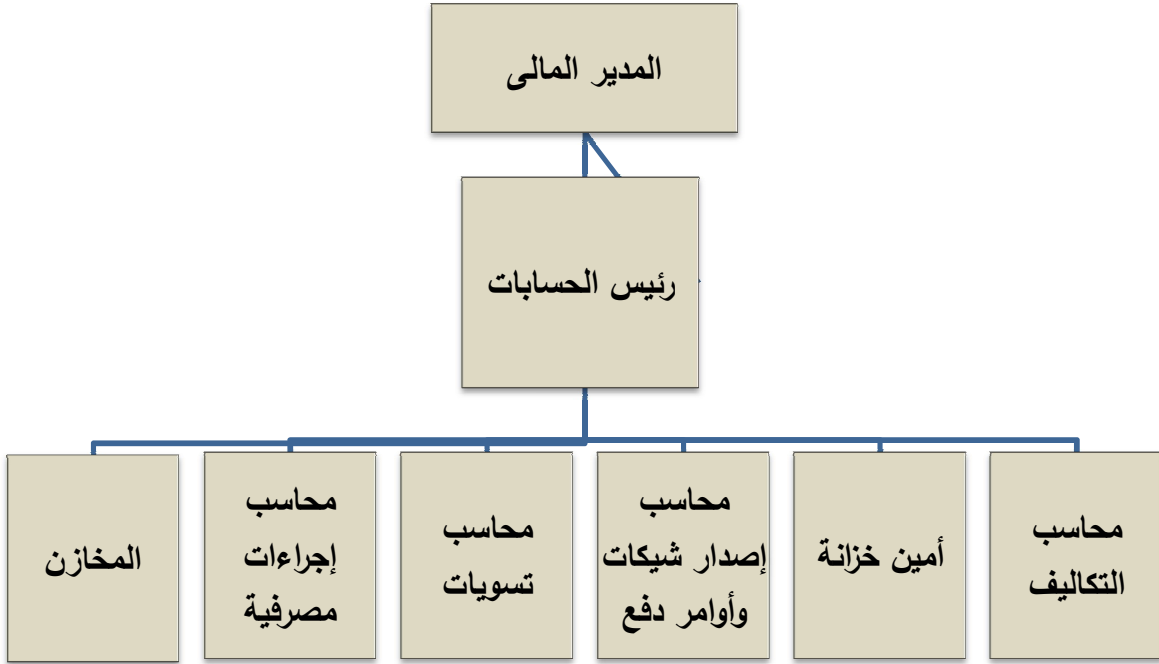 المدير المالى
رئيس الحسابات
محاسب
التكاليف
أمين خزانة
محاسب
إصدار شيكات
وأوامر دفع
محاسب
تسويات
محاسب
إجراءات
مصرفية
المخازن